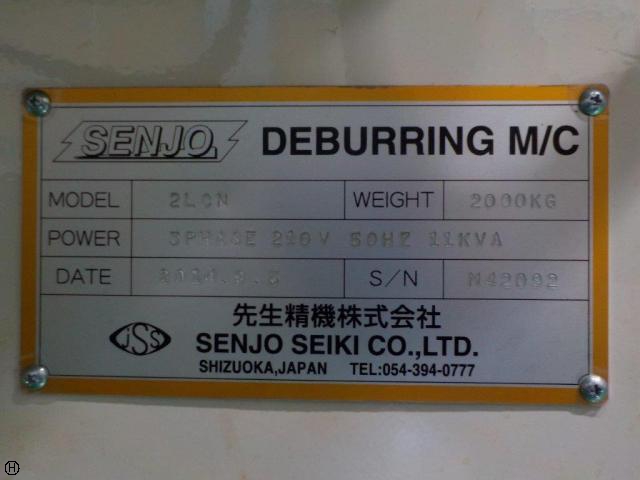 SENJO DEBURRING M/C
MODEL 2LCN WEIGHT 2000KG
POWER 3PHASE 210V 50HZ 11KVA
DATE S/N N42092
先生精機株式会社
JSS SENJO SEIKI CO.,LTD.
SHIZUOKA,JAPAN TEL:054-394-0777
H